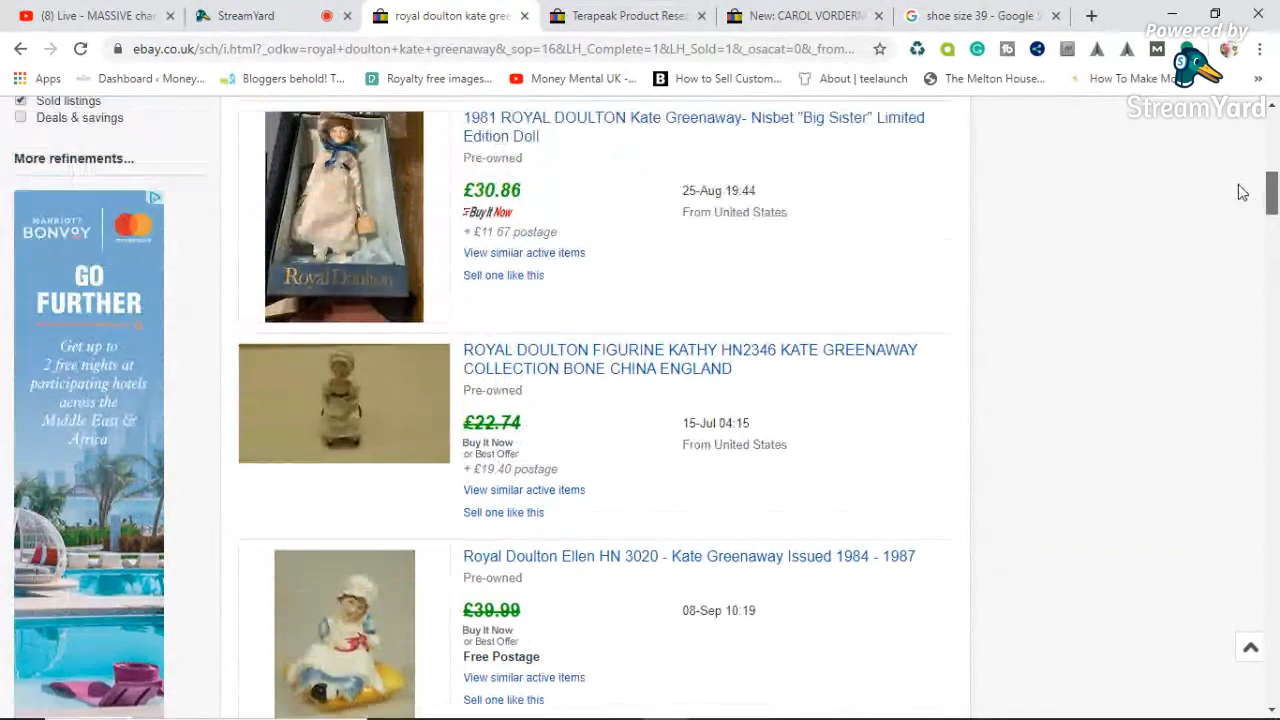 (8) Live - MASSIVE char
StreamYard
royal doulton kate gree
Terapeak Product Resea
New: CAROL VORDERM
shoe size 39 - Google S
ebay.co.uk/sch/i.html?_odkw=royal+doulton+kate+greenaway&_sop=16&LH_Complete=1&LH_Sold=1&_osacat=0&_from...
Powered by
StreamYard
Apps
Dashboard ‹ Money...
Bloggers behold! 'T...
Royalty free images...
Money Mental UK -...
How to Sell Custom...
About | teelaunch
The Melton House...
How To Make Mo
Sold listings
Deals & savings
More refinements...
MARRIOTT
BONVOY
mastercard
GO
FURTHER
Get up to
2 free nights at
participating hotels
across the
Middle East &
Africa
1981 ROYAL DOULTON Kate Greenaway- Nisbet "Big Sister" Limited
Edition Doll
Pre-owned
£30.86
25-Aug 19:44
Buy It Now
From United States
+ £11.67 postage
View similar active items
Sell one like this
Royal Doulton
ROYAL DOULTON FIGURINE KATHY HN2346 KATE GREENAWAY
COLLECTION BONE CHINA ENGLAND
Pre-owned
£22.74
15-Jul 04:15
Buy It Now
From United States
or Best Offer
+ £19.40 postage
View similar active items
Sell one like this
Royal Doulton Ellen HN 3020 - Kate Greenaway Issued 1984 - 1987
Pre-owned
£39.99
08-Sep 10:19
Buy It Now
or Best Offer
Free Postage
View similar active items
Sell one like this